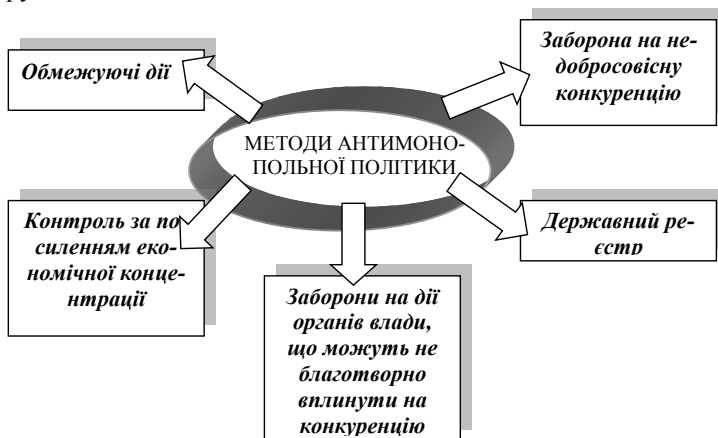 Обмежуючі дії
Заборона на не-
добросовісну
конкуренцію
МЕТОДИ АНТИМОНО-
ПОЛЬНОЇ ПОЛІТИКИ
Контроль за по
силенням еко-
номічної конце-
нтрації
Державний ре-
єстр
Заборони на дії
органів влади,
що можуть не
благотворно
вплинути на
конкуренцію